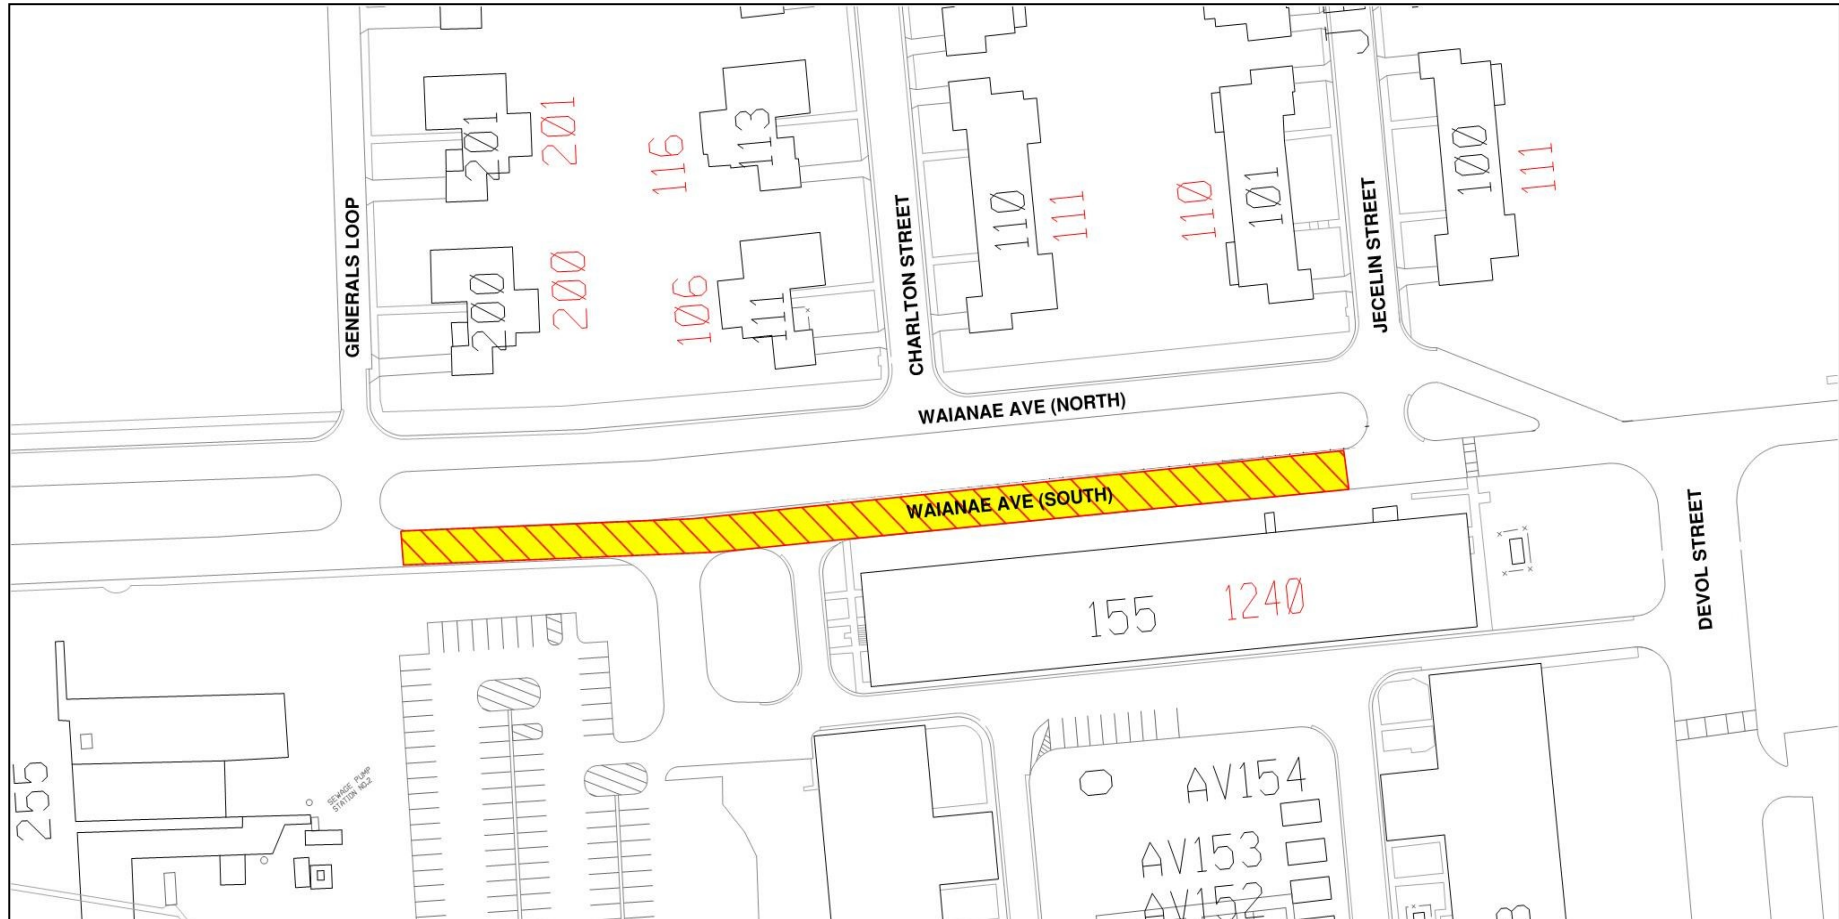 201
201
116
113
GENERALS LOOP
CHARLTON STREET
110
111
110
101
JECELIN STREET
100
111
200
200
106
111
WAIANAE AVE (NORTH)
WAIANAE AVE (SOUTH)
DEVOL STREET
155
1240
255
SEWAGE PUMP
STATION NO.2
AV154
AV153
AV152